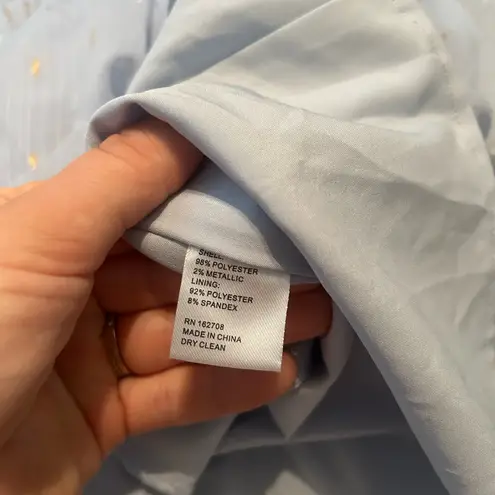 SHELL:
98% POLYESTER
2% METALLIC
LINING:
92% POLYESTER
8% SPANDEX
RN 162708
MADE IN CHINA
DRY CLEAN